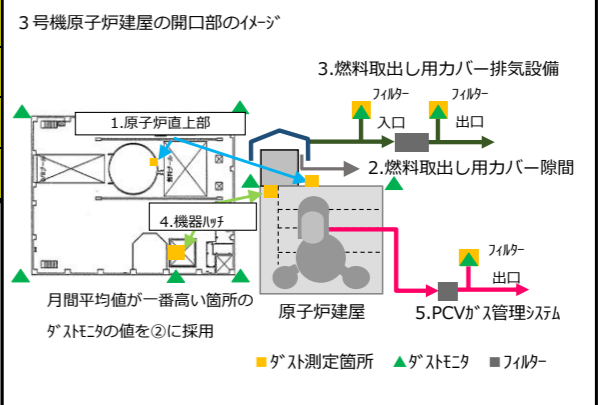 ３号機原子炉建屋の開口部のｲﾒｰｼﾞ
3.燃料取出し用カバー排気設備
ﾌｨﾙﾀｰ
ﾌｨﾙﾀｰ
入口
出口
1.原子炉直上部
2.燃料取出し用カバー隙間
4.機器ﾊｯﾁ
ﾌｨﾙﾀｰ
出口
月間平均値が一番高い箇所の
ﾀﾞｽﾄﾓﾆﾀの値を②に採用
原子炉建屋
5.PCVｶﾞｽ管理ｼｽﾃﾑ
■ﾀﾞｽﾄ測定箇所 ▲ﾀﾞｽﾄﾓﾆﾀ ■ﾌｨﾙﾀｰ